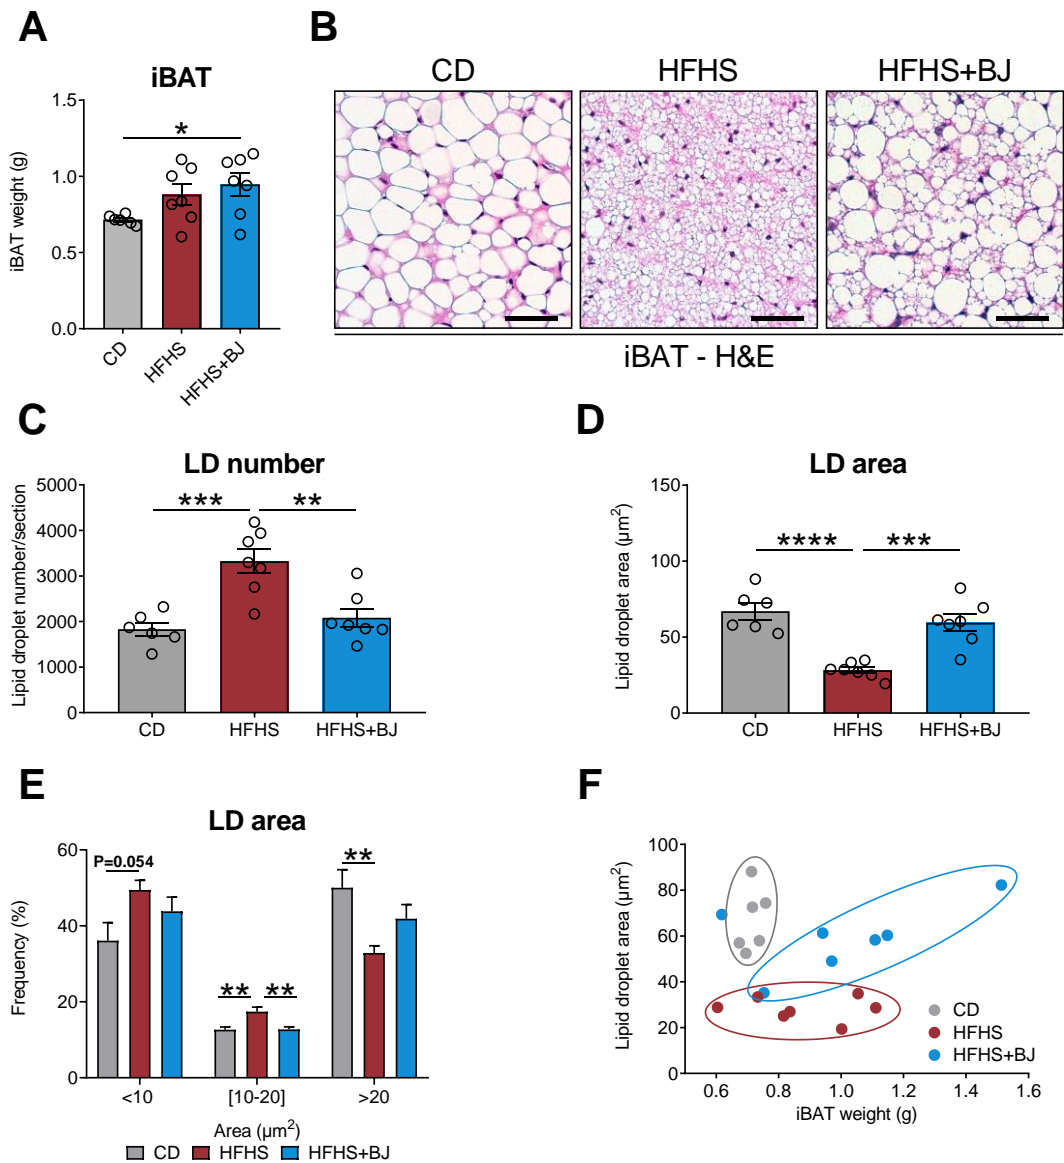 A
iBAT
iBAT weight (g)
1.5
1.0
0.5
0.0
*
CD
HFHS
HFHS+BJ
B
CD HFHS HFHS+BJ
iBAT - H&E
C
LD number
Lipid droplet number/section
5000
4000
3000
2000
1000
0
*** **
CD HFHS HFHS+BJ
D
LD area
Lipid droplet area (µm²)
150
100
50
0
**** ***
CD HFHS HFHS+BJ
E
LD area
Frequency (%)
60
40
20
0
P=0.054
**
** **
<10 [10-20] >20
Area (µm²)
CD HFHS HFHS+BJ
F
Lipid droplet area (µm²)
100
80
60
40
20
0
CD
HFHS
HFHS+BJ
0.6 0.8 1.0 1.2 1.4 1.6
iBAT weight (g)